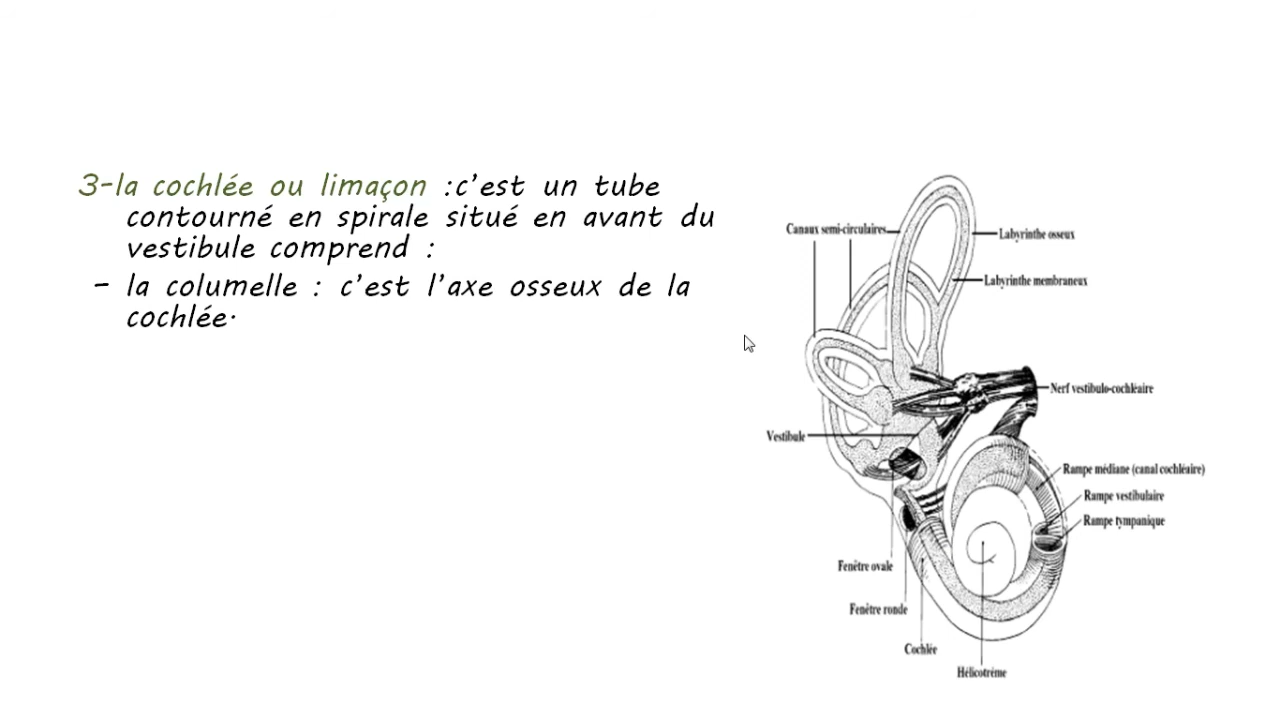 3-la cochlée ou limaçon :c’est un tube
contourné en spirale situé en avant du
vestibule comprend :
- la columelle : c’est l’axe osseux de la
cochlée.
Canaux semi-circulaires
Labyrinthe osseux
Labyrinthe membraneux
Nerf vestibulo-cochléaire
Vestibule
Rampe médiane (canal cochléaire)
Rampe vestibulaire
Rampe tympanique
Fenêtre ovale
Fenêtre ronde
Cochlée
Hélicotrème